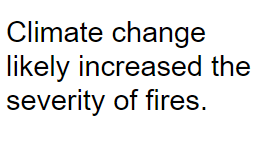 Climate change
likely increased the
severity of fires.